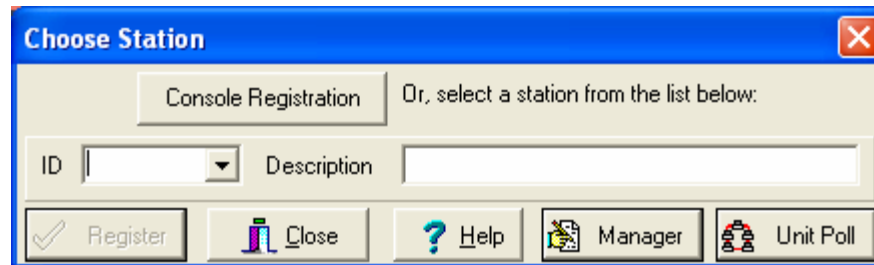 Choose Station
Console Registration Or, select a station from the list below:
ID Description
Register Close Help Manager Unit Poll